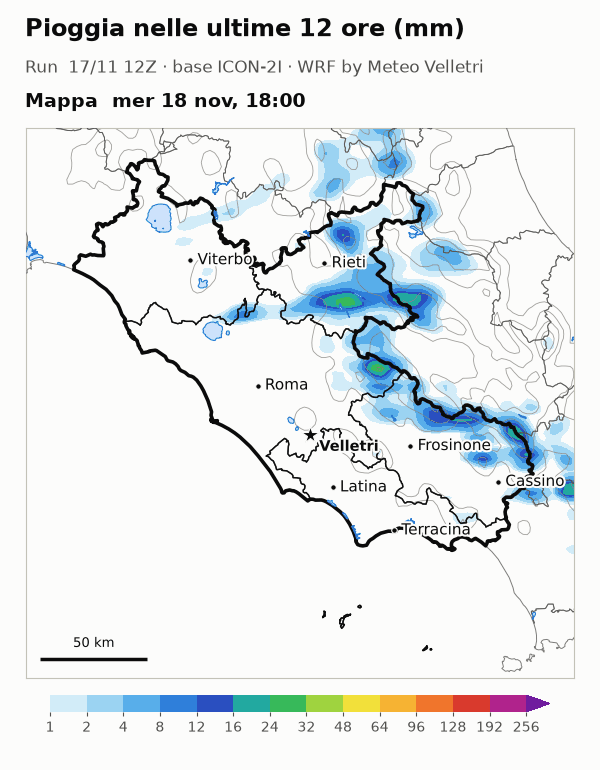 Pioggia nelle ultime 12 ore (mm)
Run  17/11 12Z · base ICON-2I · WRF by Meteo Velletri
Mappa  mer 18 nov, 18:00
Viterbo
Rieti
Roma
Velletri
Frosinone
Latina
Cassino
Terracina
50 km
1 2 4 8 12 16 24 32 48 64 96 128 192 256